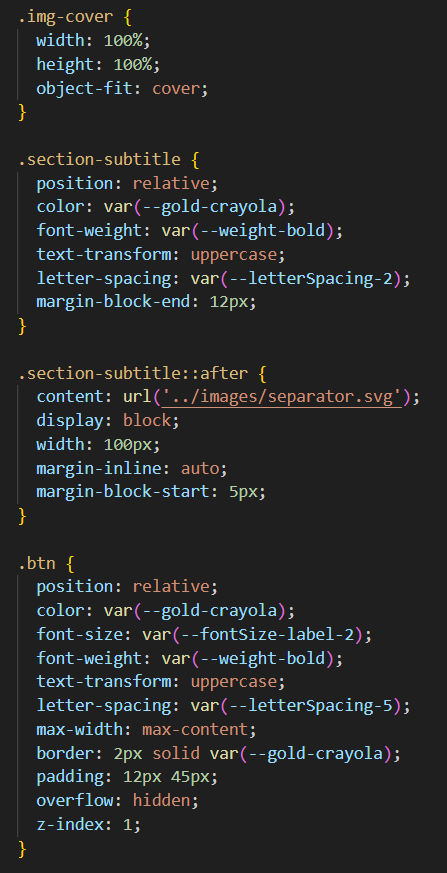 .img-cover {
  width: 100%;
  height: 100%;
  object-fit: cover;
}

.section-subtitle {
  position: relative;
  color: var(--gold-crayola);
  font-weight: var(--weight-bold);
  text-transform: uppercase;
  letter-spacing: var(--letterSpacing-2);
  margin-block-end: 12px;
}

.section-subtitle::after {
  content: url('../images/separator.svg');
  display: block;
  width: 100px;
  margin-inline: auto;
  margin-block-start: 5px;
}

.btn {
  position: relative;
  color: var(--gold-crayola);
  font-size: var(--fontSize-label-2);
  font-weight: var(--weight-bold);
  text-transform: uppercase;
  letter-spacing: var(--letterSpacing-5);
  max-width: max-content;
  border: 2px solid var(--gold-crayola);
  padding: 12px 45px;
  overflow: hidden;
  z-index: 1;
}